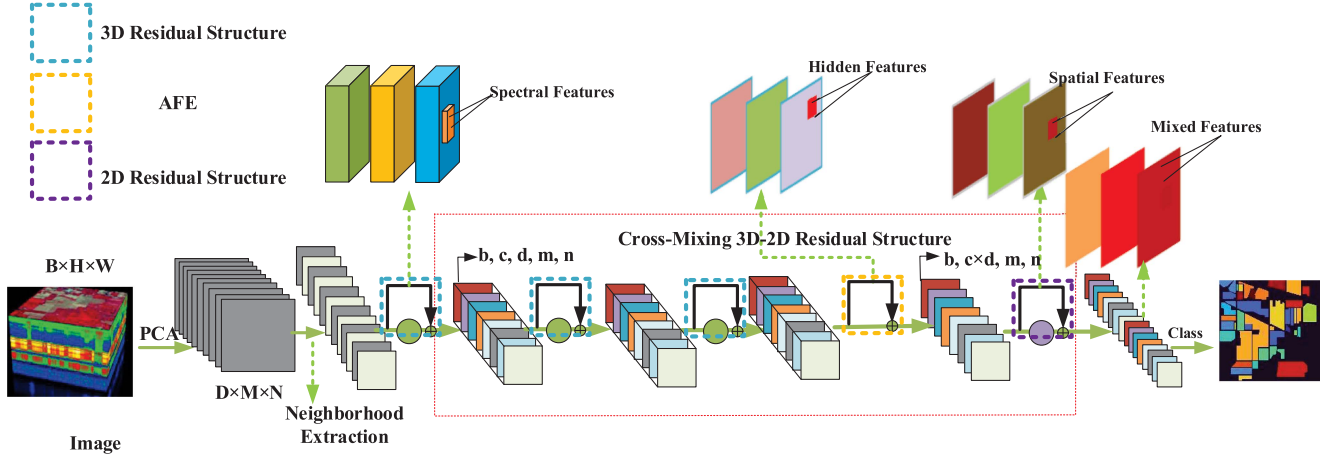 3D Residual Structure
AFE
2D Residual Structure
Spectral Features
Hidden Features
Spatial Features
Mixed Features
Cross-Mixing 3D-2D Residual Structure
b, c, d, m, n
b, c×d, m, n
B×H×W
PCA
D×M×N
Neighborhood
Extraction
Class
Image